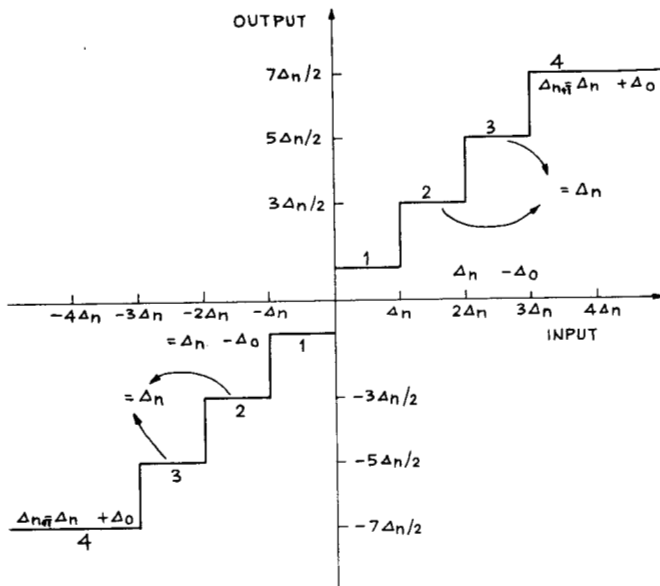 OUTPUT
4
7Δn/2
Δn+1=Δn +Δ0
3
5Δn/2
=Δn
2
3Δn/2
1
Δn -Δ0
-4Δn -3Δn -2Δn -Δn Δn 2Δn 3Δn 4Δn
INPUT
=Δn -Δ0
1
=Δn
2
-3Δn/2
3
-5Δn/2
Δn+1=Δn +Δ0
4
-7Δn/2